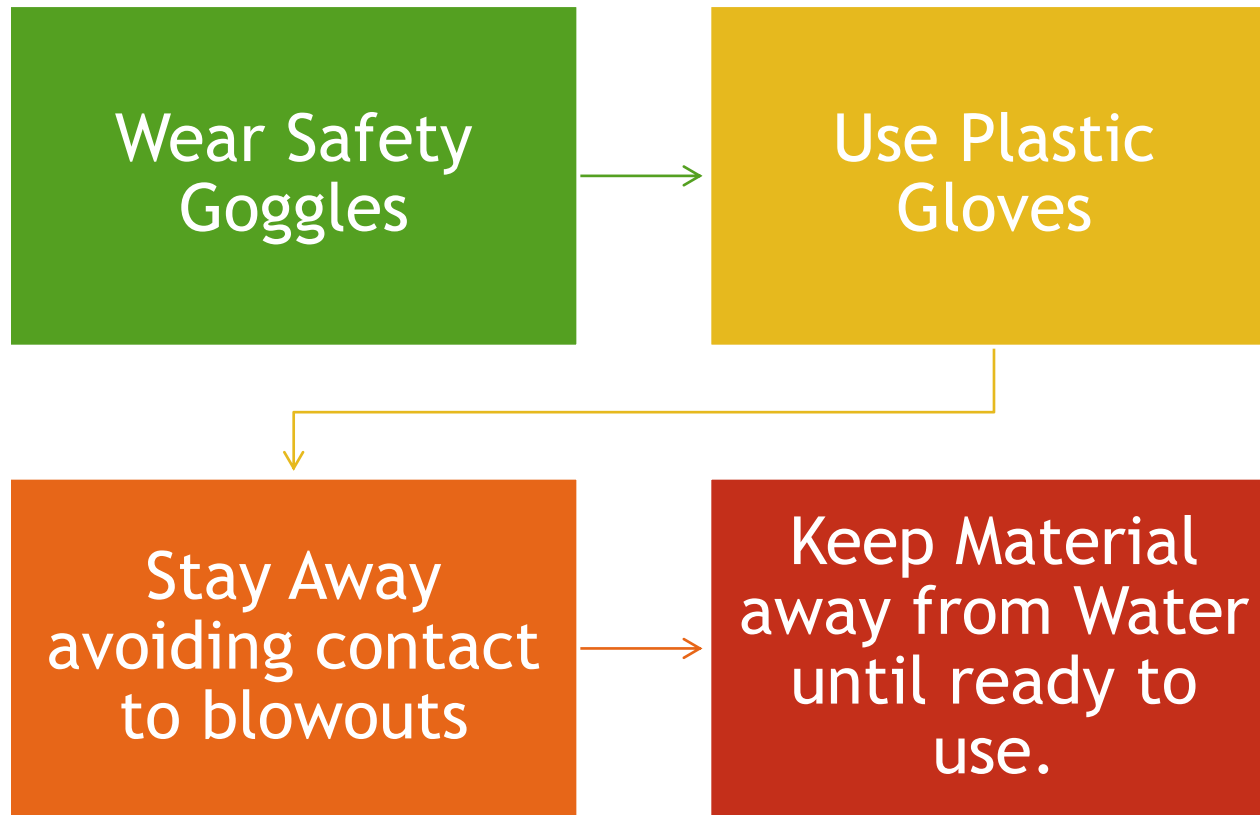 Wear Safety
Goggles
Use Plastic
Gloves
Stay Away
avoiding contact
to blowouts
Keep Material
away from Water
until ready to
use.